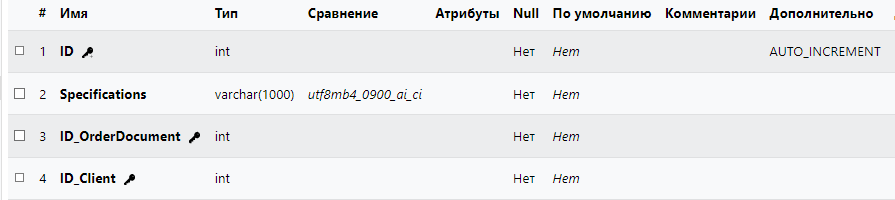 # Имя Тип Сравнение Атрибуты Null По умолчанию Комментарии Дополнительно
1 ID int Нет Нет AUTO_INCREMENT
2 Specifications varchar(1000) utf8mb4_0900_ai_ci Нет Нет
3 ID_OrderDocument int Нет Нет
4 ID_Client int Нет Нет